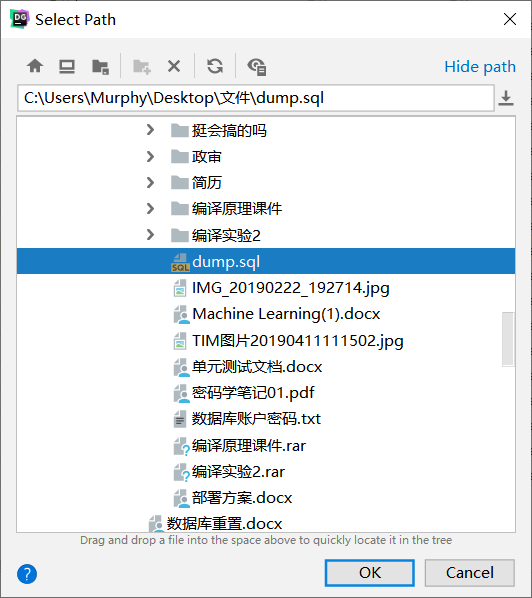 DG Select Path
Hide path
C:\Users\Murphy\Desktop\文件\dump.sql
挺会搞的吗
政审
简历
编译原理课件
编译实验2
SQL dump.sql
IMG_20190222_192714.jpg
Machine Learning(1).docx
TIM图片20190411111502.jpg
单元测试文档.docx
密码学笔记01.pdf
数据库账户密码.txt
? 编译原理课件.rar
? 编译实验2.rar
部署方案.docx
数据库重置.docx
Drag and drop a file into the space above to quickly locate it in the tree
? OK Cancel